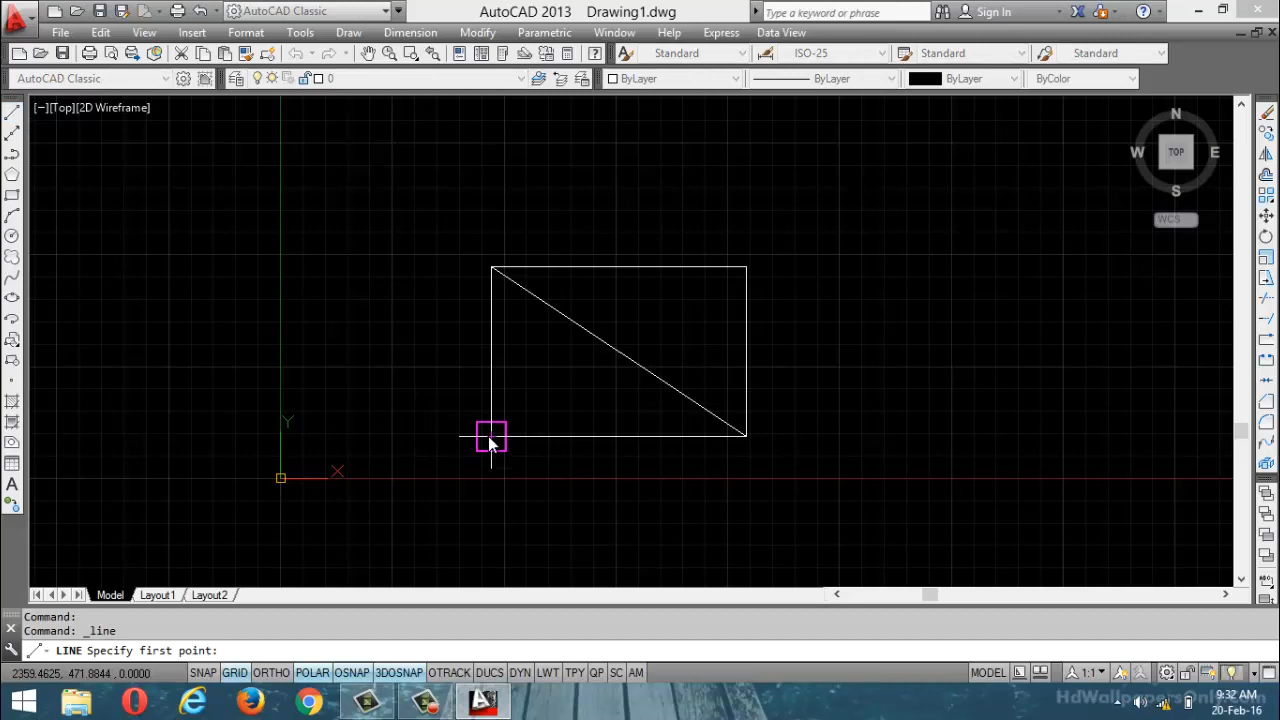 AutoCAD Classic
AutoCAD 2013 Drawing1.dwg
Type a keyword or phrase
Sign In
File Edit View Insert Format Tools Draw Dimension Modify Parametric Window Help Express Data View
Standard ISO-25 Standard Standard
AutoCAD Classic 0 ByLayer ByLayer ByLayer ByColor
[−][Top][2D Wireframe]
N
W TOP E
S
WCS
Y
X
A
Model Layout1 Layout2
Command:
Command: _line
LINE Specify first point:
2359.4625, 471.8844, 0.0000 SNAP GRID ORTHO POLAR OSNAP 3DOSNAP OTRACK DUCS DYN LWT TPY QP SC AM MODEL 1:1
HdWallpapersonly.com
9:32 AM
20-Feb-16